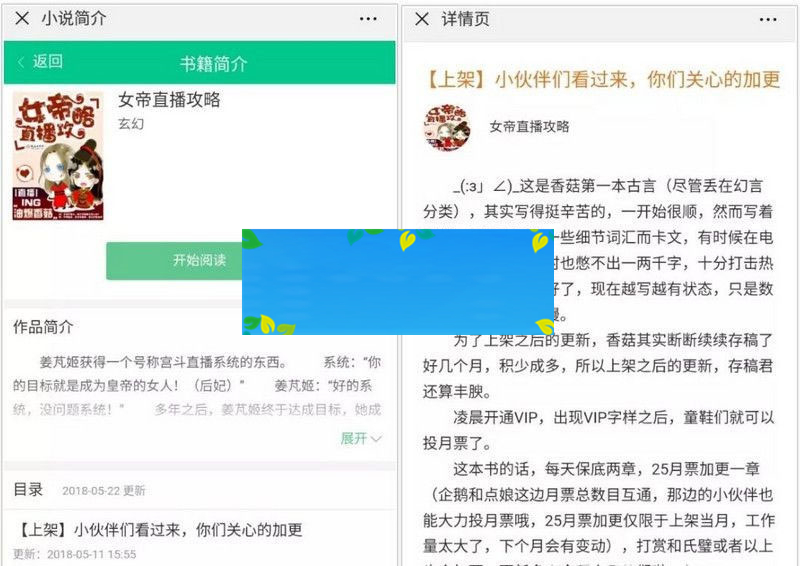 小说简介
返回
书籍简介
女帝直播攻略
玄幻
女帝
直播攻略
直播
ING
油爆香菇
开始阅读
作品简介
姜芃姬获得一个号称宫斗直播系统的东西。 系统:“你
的目标就是成为皇帝的女人!(后妃)” 姜芃姬:“好的系
统,没问题系统!” 多年之后,姜芃姬终于达成目标,她成
展开
目录 2018-05-22 更新
【上架】小伙伴们看过来,你们关心的加更
更新:2018-05-11 15:55
详情页
【上架】小伙伴们看过来,你们关心的加更
女帝直播攻略
_(:з」∠)_这是香菇第一本古言(尽管丢在幻言
分类),其实写得挺辛苦的,一开始很顺,然而写着
一些细节词汇而卡文,有时候在电
也憋不出一两千字,十分打击热
好了,现在越写越有状态,只是数
。
为了上架之后的更新,香菇其实断断续续存稿了
好几个月,积少成多,所以上架之后的更新,存稿君
还算丰腴。
凌晨开通VIP,出现VIP字样之后,童鞋们就可以
投月票了。
这本书的话,每天保底两章,25月票加更一章
(企鹅和点娘这边月票总数目互通,那边的小伙伴也
能大力投月票哦,25月票加更仅限于上架当月,工作
量太大了,下个月会有变动),打赏和氏璧或者以上